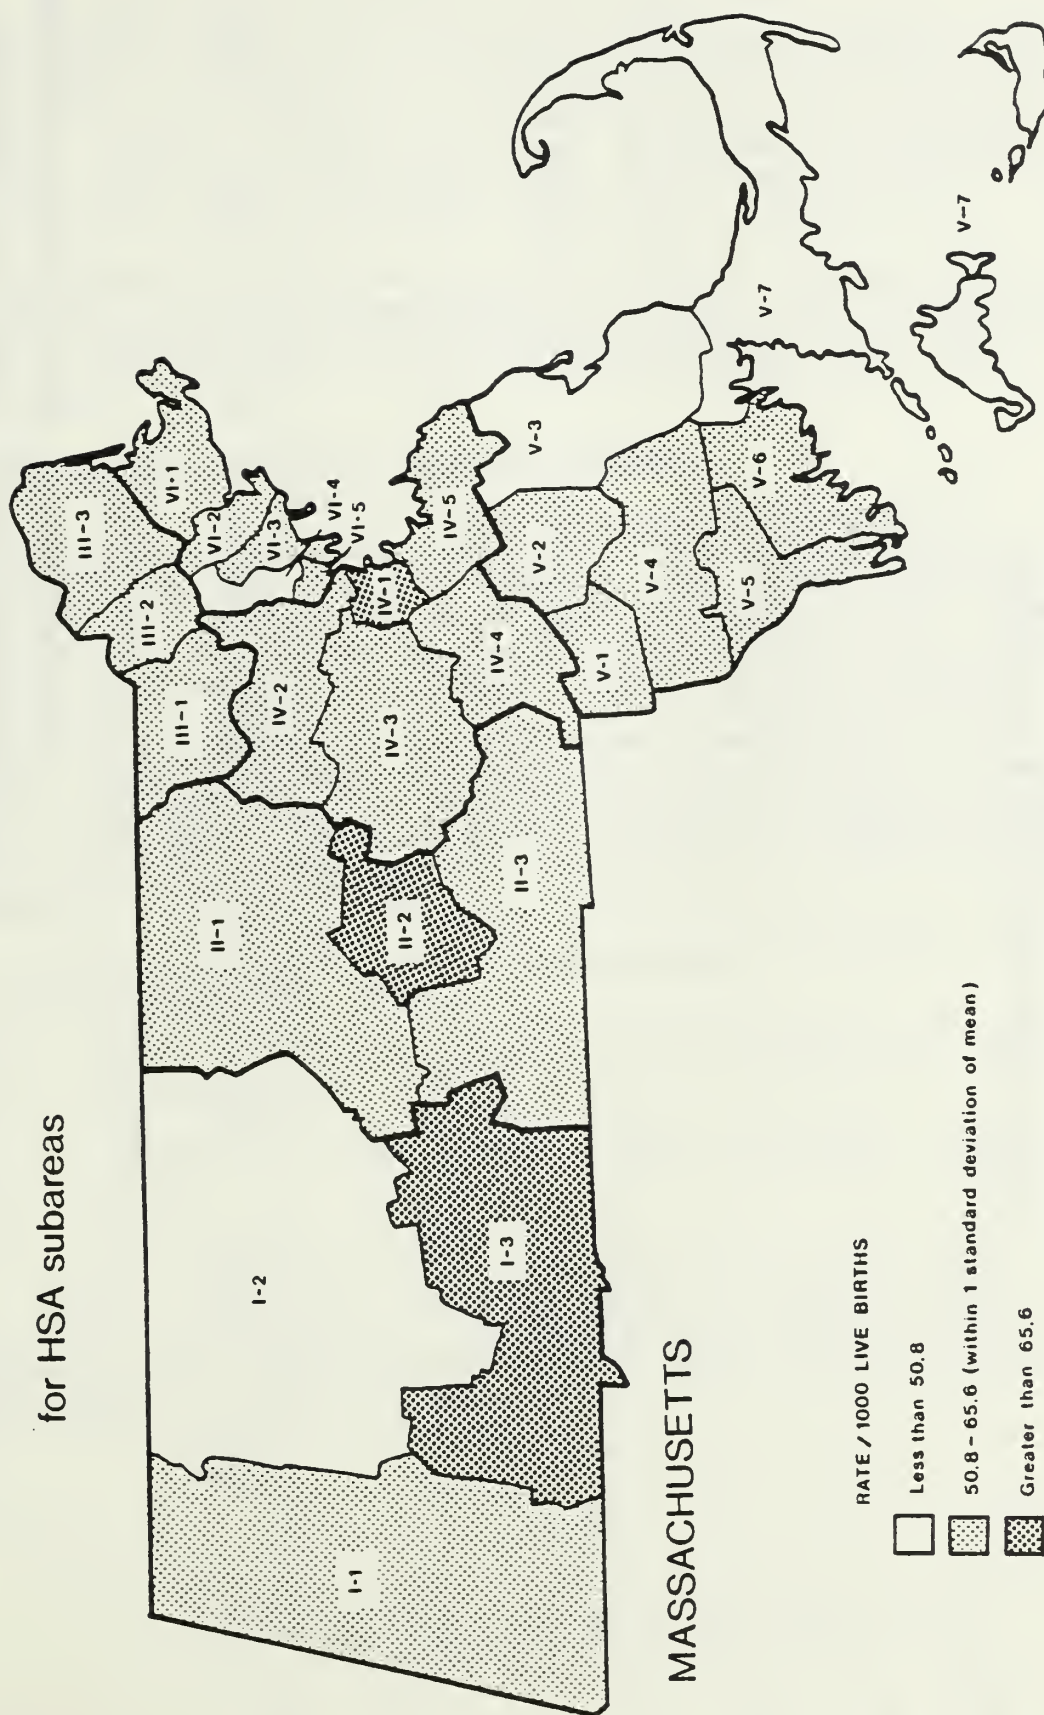 for HSA subareas
III-3
VI-1
III-2
VI-2
VI-3
VI-4
VI-5
III-1
IV-2
IV-1
IV-5
II-1
IV-3
IV-4
V-3
V-2
V-1
V-4
V-5
V-6
V-7
V-7
II-2
II-3
I-2
I-3
I-1
MASSACHUSETTS
RATE / 1000 LIVE BIRTHS
Less than 50.8
50.8 - 65.6 (within 1 standard deviation of mean)
Greater than 65.6